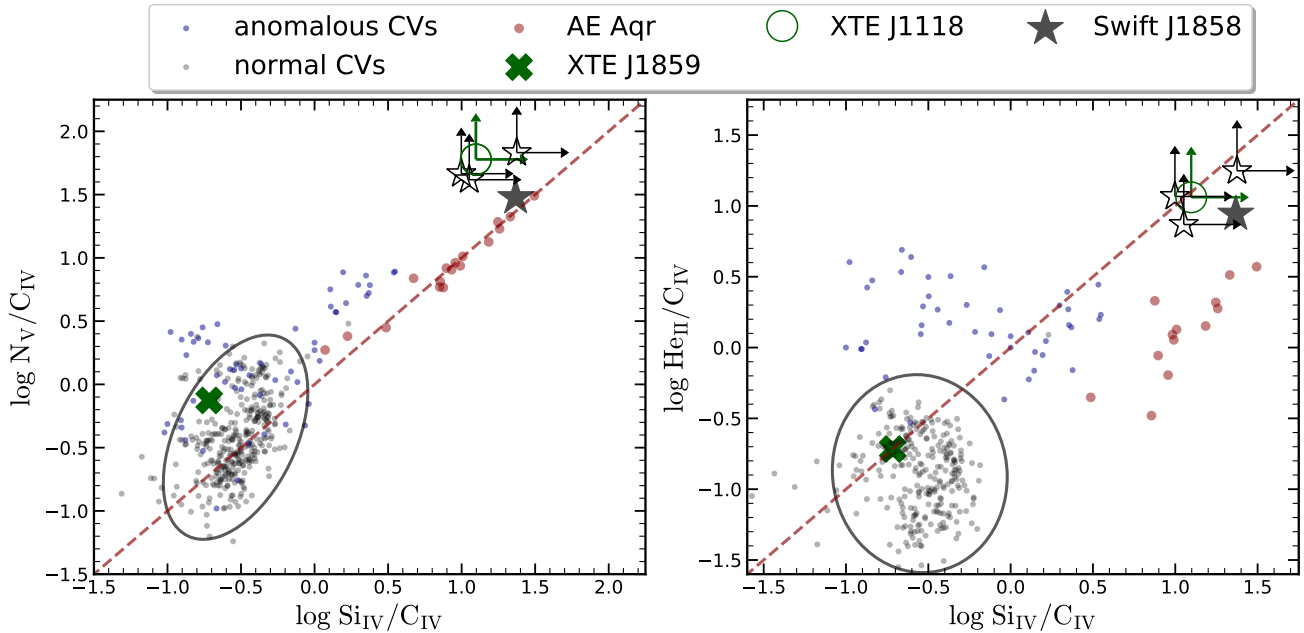 anomalous CVs AE Aqr XTE J1118 Swift J1858
normal CVs XTE J1859
log N_V/C_IV
2.0
1.5
1.0
0.5
0.0
−0.5
−1.0
−1.5
−1.5 −1.0 −0.5 0.0 0.5 1.0 1.5 2.0
log Si_IV/C_IV
log He_II/C_IV
1.5
1.0
0.5
0.0
−0.5
−1.0
−1.5
−1.5 −1.0 −0.5 0.0 0.5 1.0 1.5
log Si_IV/C_IV